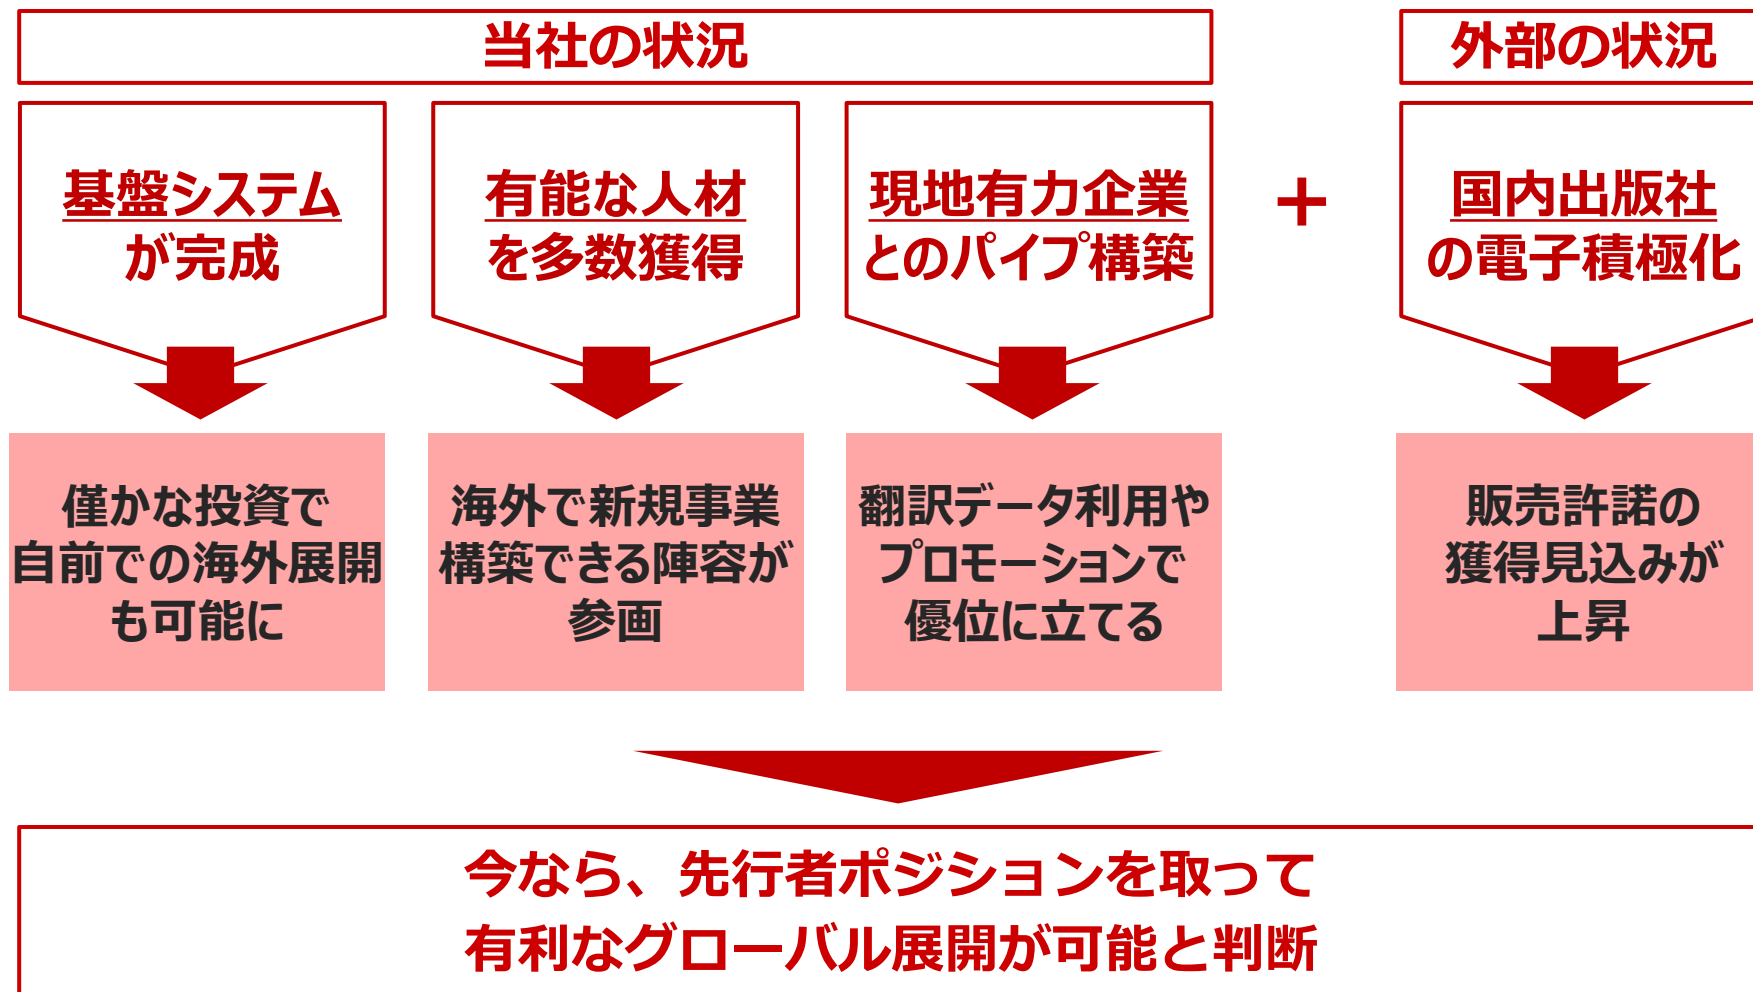 当社の状況
外部の状況
基盤システム
が完成
有能な人材
を多数獲得
現地有力企業
とのパイプ構築
+
国内出版社
の電子積極化
僅かな投資で
自前での海外展開
も可能に
海外で新規事業
構築できる陣容が
参画
翻訳データ利用や
プロモーションで
優位に立てる
販売許諾の
獲得見込みが
上昇
今なら、先行者ポジションを取って
有利なグローバル展開が可能と判断